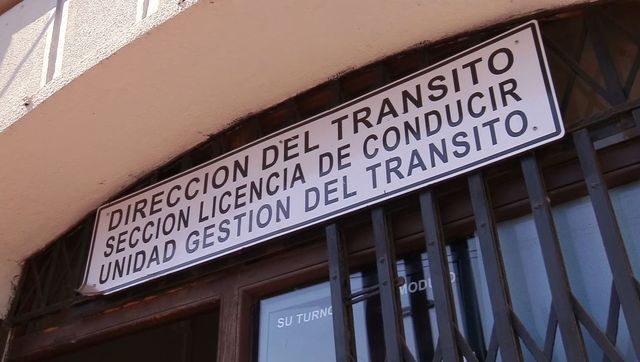 DIRECCION DEL TRANSITO
SECCION LICENCIA DE CONDUCIR
UNIDAD GESTION DEL TRANSITO.
SU TURNO